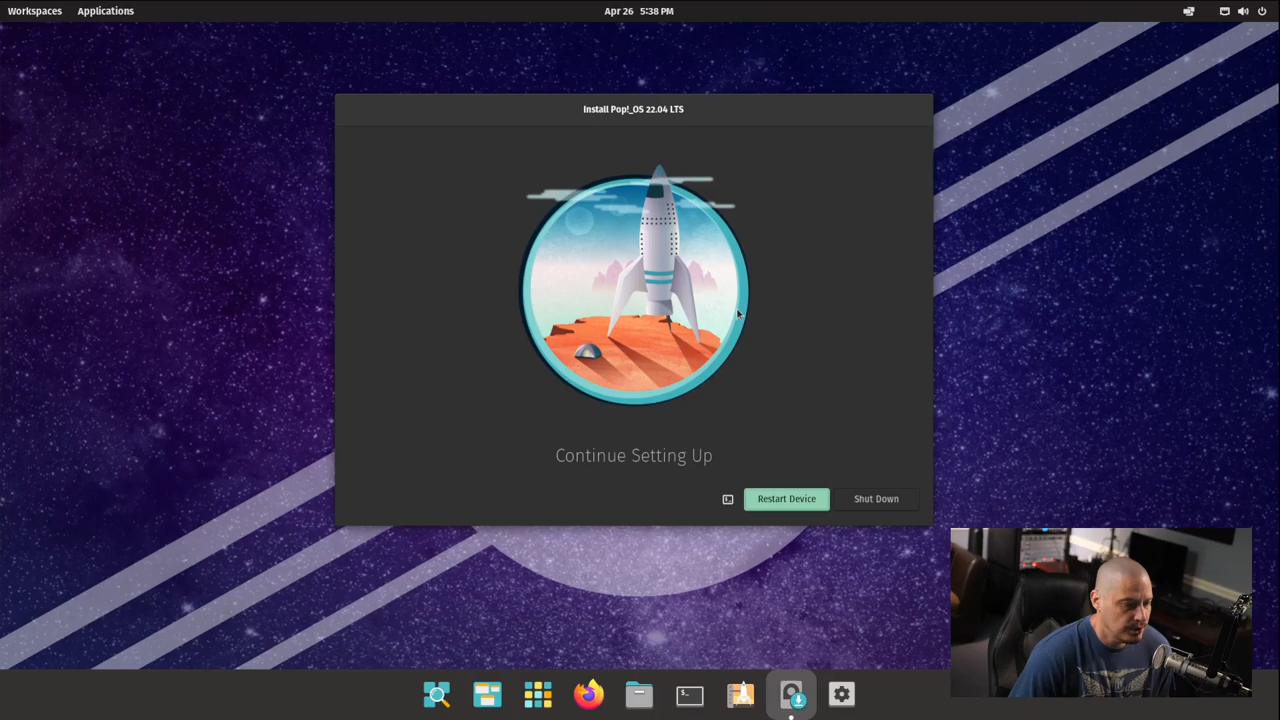 Workspaces Applications Apr 26 5:38 PM
Install Pop!_OS 22.04 LTS
Continue Setting Up
Restart Device Shut Down